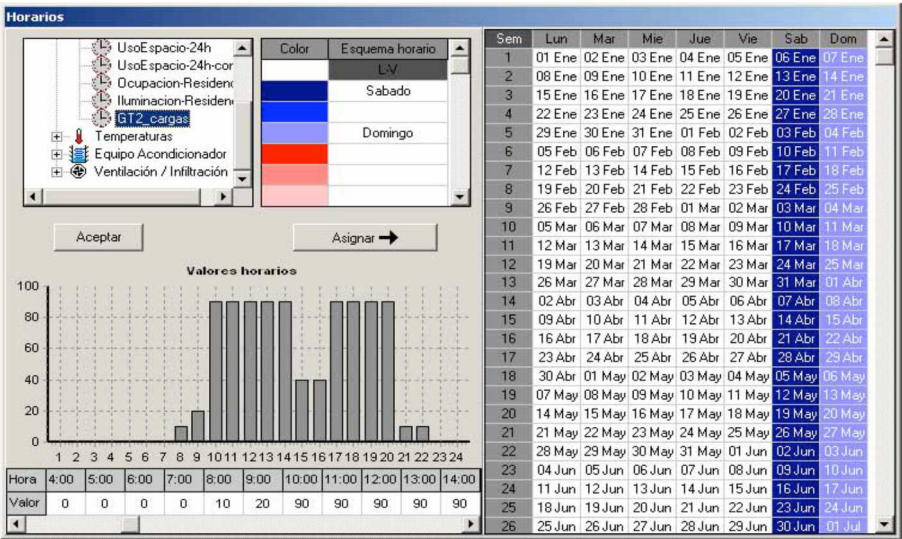 Horarios
UsoEspacio-24h
UsoEspacio-24h-cor
Ocupacion-Residen
Iluminacion-Residen
GT2_cargas
Temperaturas
Equipo Acondicionador
Ventilación / Infiltración
Color Esquema horario
L-V
Sabado
Domingo
Aceptar
Asignar
Valores horarios
100
80
60
40
20
0
1 2 3 4 5 6 7 8 9 10 11 12 13 14 15 16 17 18 19 20 21 22 23 24
Hora 4:00 5:00 6:00 7:00 8:00 9:00 10:00 11:00 12:00 13:00 14:00
Valor 0 0 0 0 10 20 90 90 90 90 90
Sem Lun Mar Mie Jue Vie Sab Dom
1 01 Ene 02 Ene 03 Ene 04 Ene 05 Ene 06 Ene 07 Ene
2 08 Ene 09 Ene 10 Ene 11 Ene 12 Ene 13 Ene 14 Ene
3 15 Ene 16 Ene 17 Ene 18 Ene 19 Ene 20 Ene 21 Ene
4 22 Ene 23 Ene 24 Ene 25 Ene 26 Ene 27 Ene 28 Ene
5 29 Ene 30 Ene 31 Ene 01 Feb 02 Feb 03 Feb 04 Feb
6 05 Feb 06 Feb 07 Feb 08 Feb 09 Feb 10 Feb 11 Feb
7 12 Feb 13 Feb 14 Feb 15 Feb 16 Feb 17 Feb 18 Feb
8 19 Feb 20 Feb 21 Feb 22 Feb 23 Feb 24 Feb 25 Feb
9 26 Feb 27 Feb 28 Feb 01 Mar 02 Mar 03 Mar 04 Mar
10 05 Mar 06 Mar 07 Mar 08 Mar 09 Mar 10 Mar 11 Mar
11 12 Mar 13 Mar 14 Mar 15 Mar 16 Mar 17 Mar 18 Mar
12 19 Mar 20 Mar 21 Mar 22 Mar 23 Mar 24 Mar 25 Mar
13 26 Mar 27 Mar 28 Mar 29 Mar 30 Mar 31 Mar 01 Abr
14 02 Abr 03 Abr 04 Abr 05 Abr 06 Abr 07 Abr 08 Abr
15 09 Abr 10 Abr 11 Abr 12 Abr 13 Abr 14 Abr 15 Abr
16 16 Abr 17 Abr 18 Abr 19 Abr 20 Abr 21 Abr 22 Abr
17 23 Abr 24 Abr 25 Abr 26 Abr 27 Abr 28 Abr 29 Abr
18 30 Abr 01 May 02 May 03 May 04 May 05 May 06 May
19 07 May 08 May 09 May 10 May 11 May 12 May 13 May
20 14 May 15 May 16 May 17 May 18 May 19 May 20 May
21 21 May 22 May 23 May 24 May 25 May 26 May 27 May
22 28 May 29 May 30 May 31 May 01 Jun 02 Jun 03 Jun
23 04 Jun 05 Jun 06 Jun 07 Jun 08 Jun 09 Jun 10 Jun
24 11 Jun 12 Jun 13 Jun 14 Jun 15 Jun 16 Jun 17 Jun
25 18 Jun 19 Jun 20 Jun 21 Jun 22 Jun 23 Jun 24 Jun
26 25 Jun 26 Jun 27 Jun 28 Jun 29 Jun 30 Jun 01 Jul